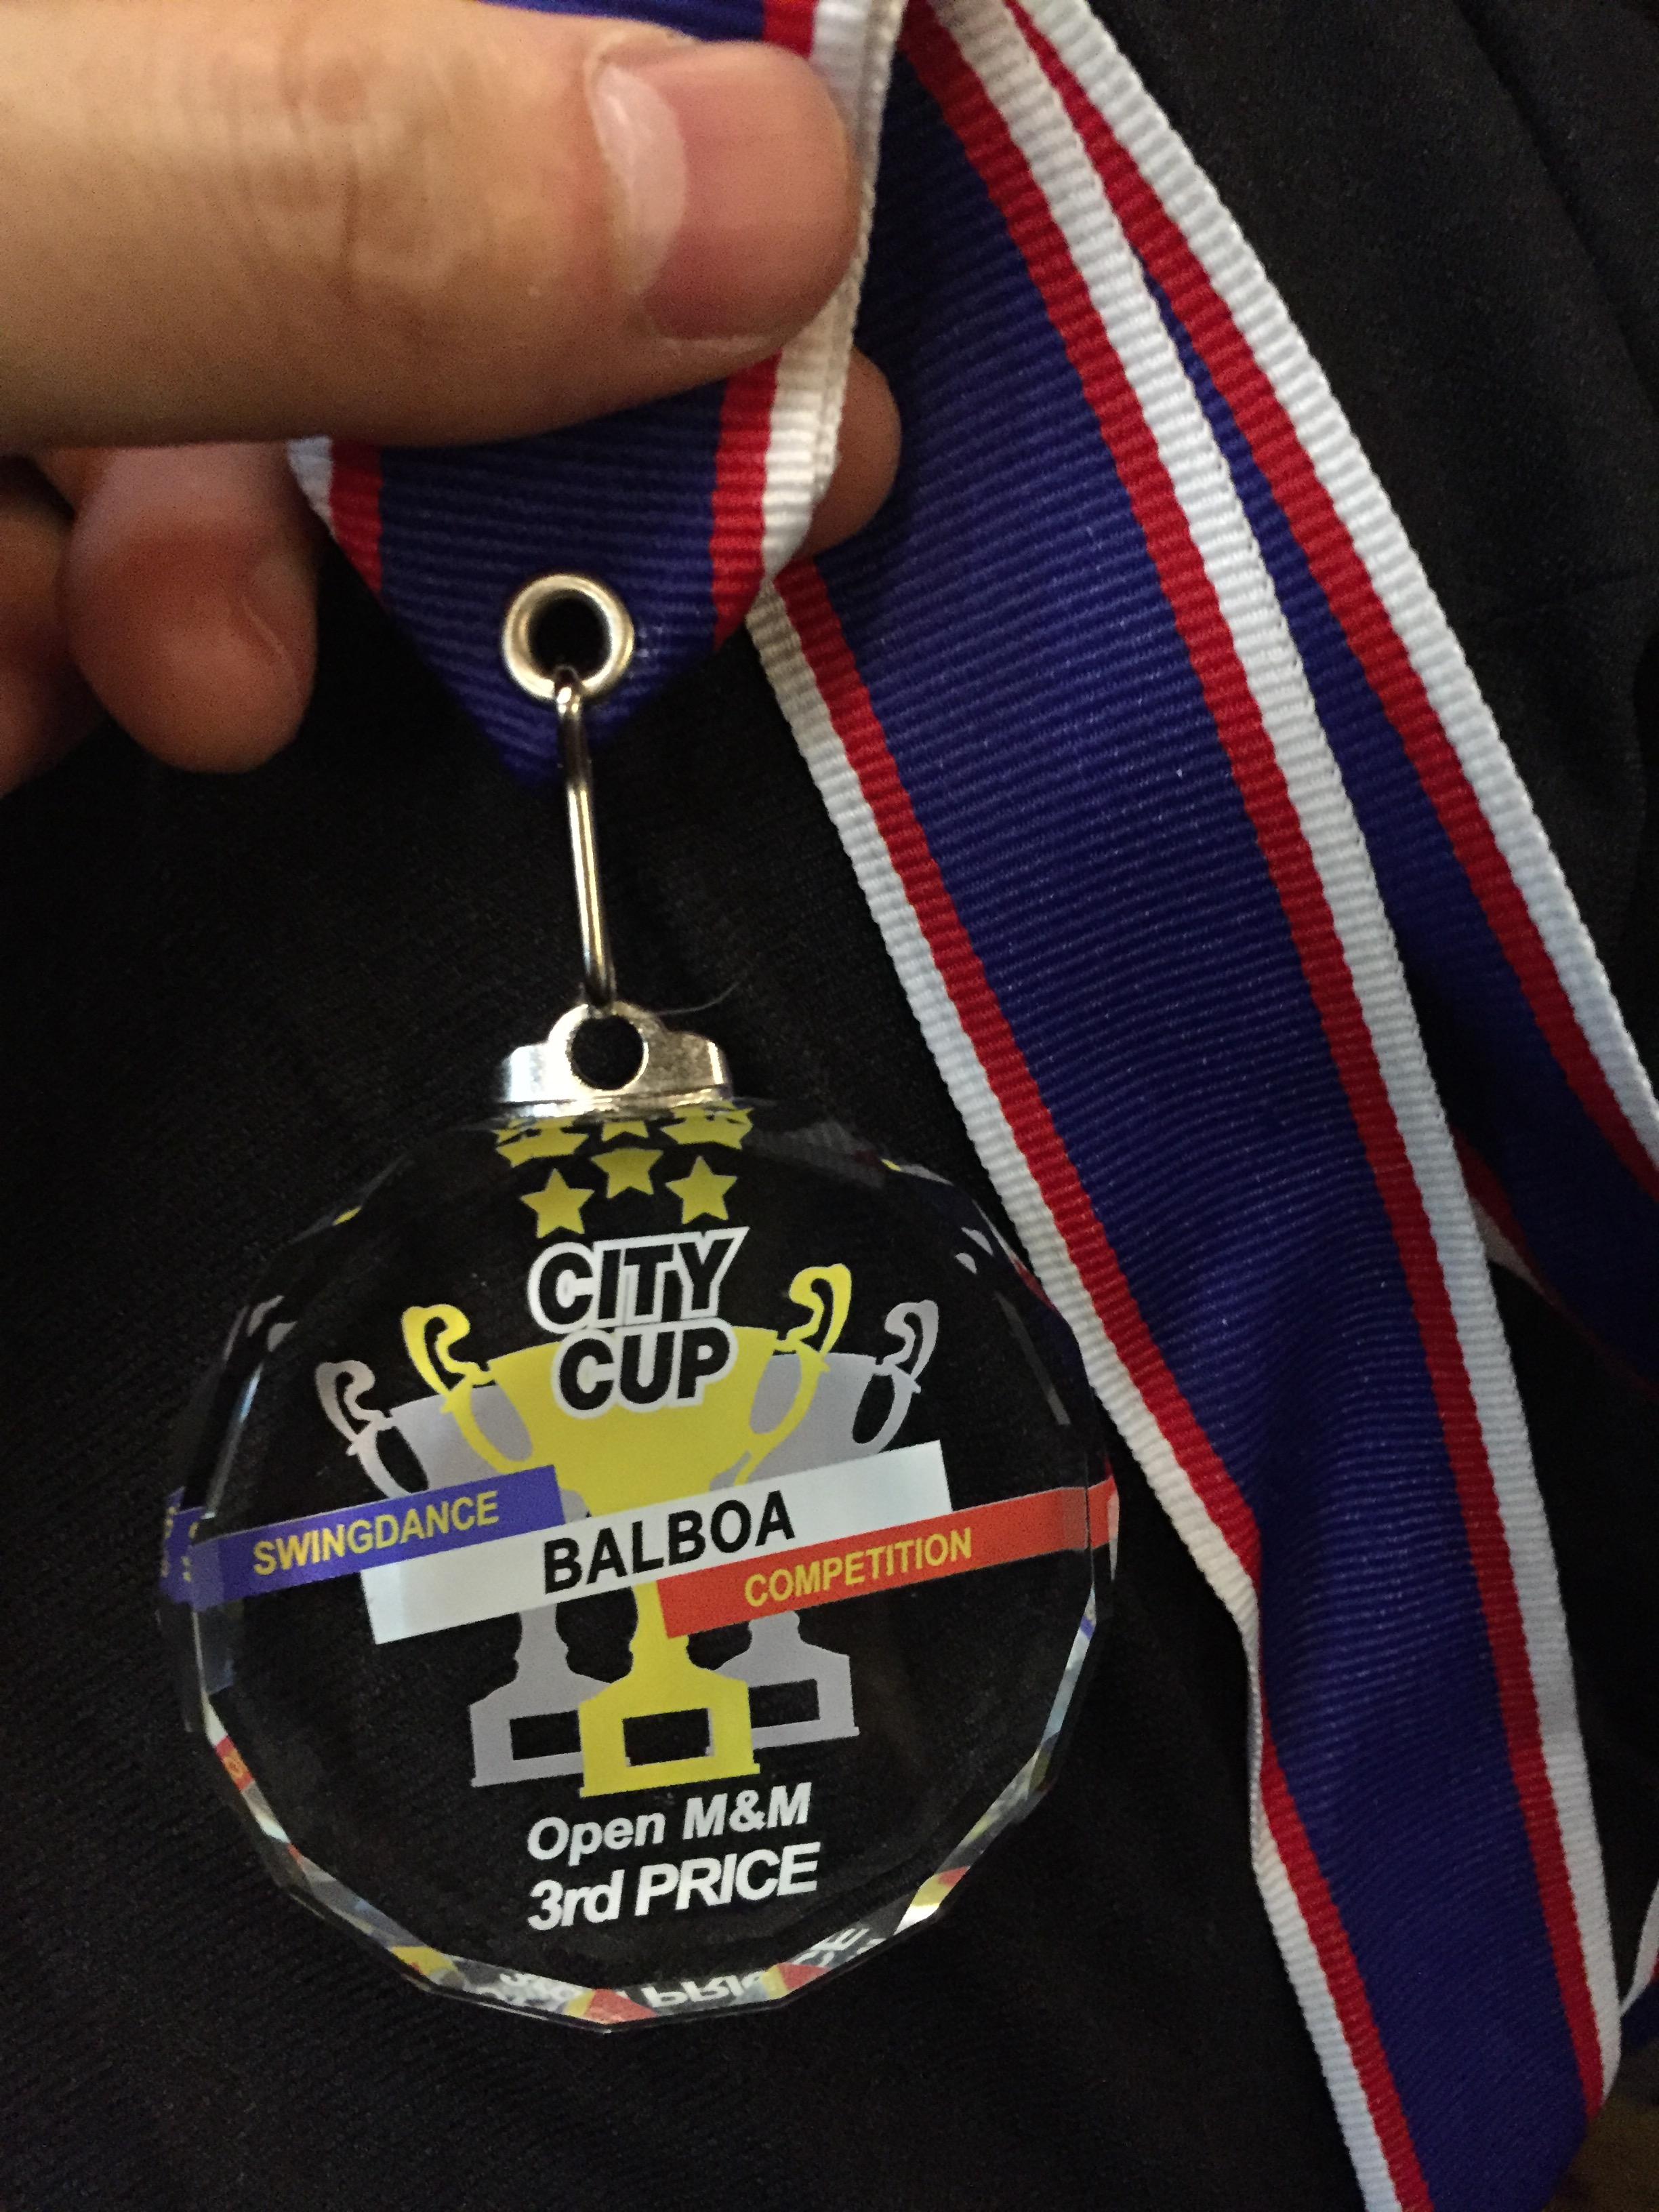 CITY
CUP
SWINGDANCE
BALBOA
COMPETITION
Open M&M
3rd PRICE